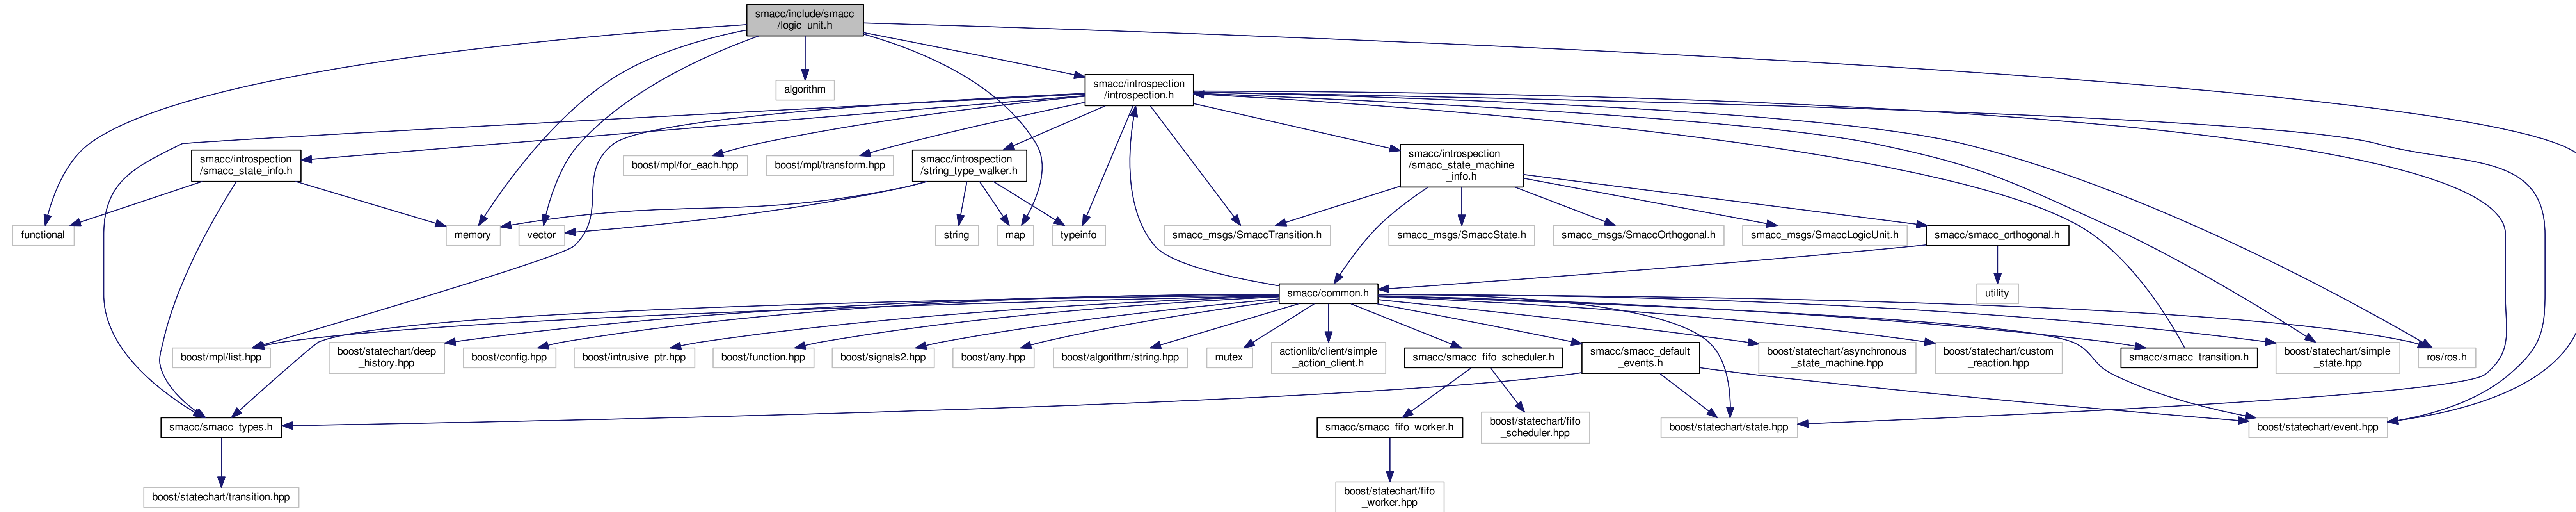 smacc/include/smacc
/logic_unit.h
algorithm
smacc/introspection
/introspection.h
smacc/introspection
/smacc_state_info.h
boost/mpl/for_each.hpp
boost/mpl/transform.hpp
smacc/introspection
/string_type_walker.h
smacc/introspection
/smacc_state_machine
_info.h
functional
memory
vector
string
map
typeinfo
smacc_msgs/SmaccTransition.h
smacc_msgs/SmaccState.h
smacc_msgs/SmaccOrthogonal.h
smacc_msgs/SmaccLogicUnit.h
smacc/smacc_orthogonal.h
smacc/common.h
utility
boost/mpl/list.hpp
boost/statechart/deep
_history.hpp
boost/config.hpp
boost/intrusive_ptr.hpp
boost/function.hpp
boost/signals2.hpp
boost/any.hpp
boost/algorithm/string.hpp
mutex
actionlib/client/simple
_action_client.h
smacc/smacc_fifo_scheduler.h
smacc/smacc_default
_events.h
boost/statechart/asynchronous
_state_machine.hpp
boost/statechart/custom
_reaction.hpp
smacc/smacc_transition.h
boost/statechart/simple
_state.hpp
ros/ros.h
smacc/smacc_types.h
smacc/smacc_fifo_worker.h
boost/statechart/fifo
_scheduler.hpp
boost/statechart/state.hpp
boost/statechart/event.hpp
boost/statechart/transition.hpp
boost/statechart/fifo
_worker.hpp